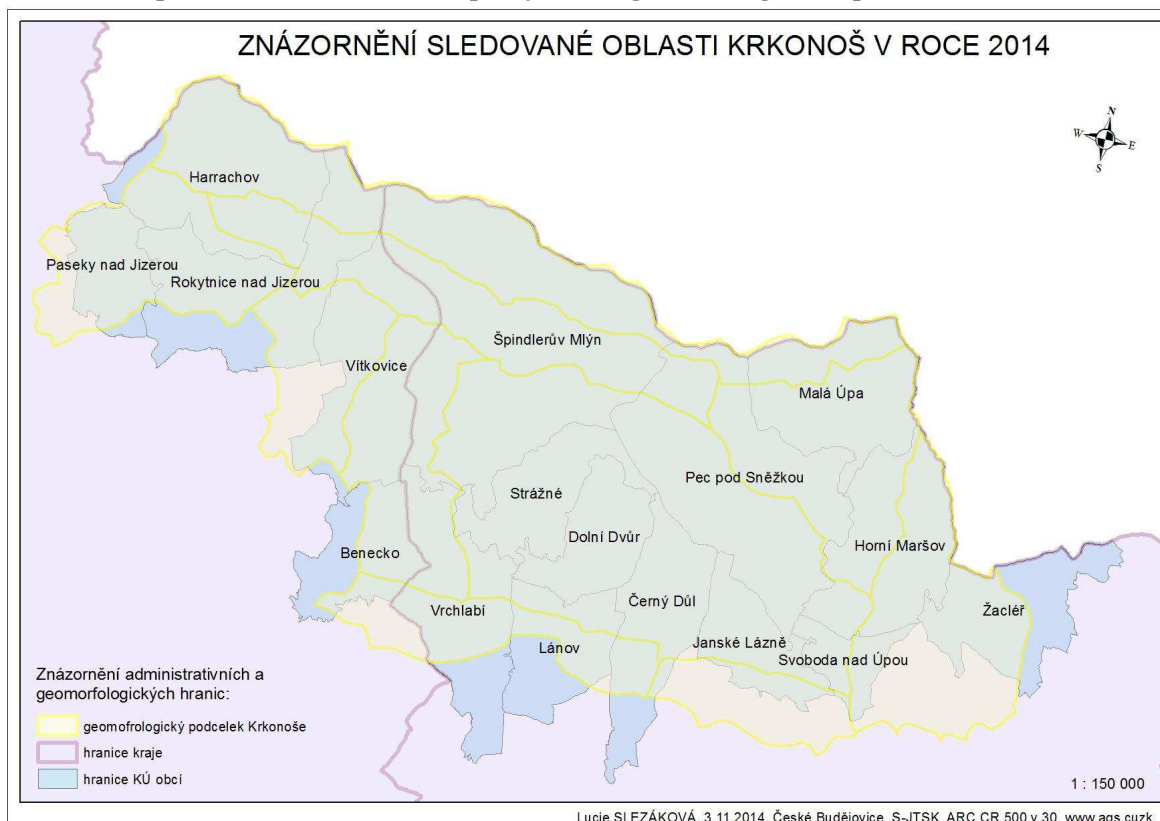 ZNÁZORNĚNÍ SLEDOVANÉ OBLASTI KRKONOŠ V ROCE 2014
N
W
E
S
Harrachov
Paseky nad Jizerou
Rokytnice nad Jizerou
Špindlerův Mlýn
Vítkovice
Malá Úpa
Pec pod Sněžkou
Strážné
Dolní Dvůr
Horní Maršov
Benecko
Vrchlabí
Černý Důl
Žacléř
Janské Lázně
Lánov
Svoboda nad Úpou
Znázornění administrativních a
geomorfologických hranic:
geomofrologický podcelek Krkonoše
hranice kraje
hranice KÚ obcí
1 : 150 000
Lucie SLEZÁKOVÁ, 3.11.2014, České Budějovice, S-JTSK, ARC CR 500 v 30, www.ags.cuzk.